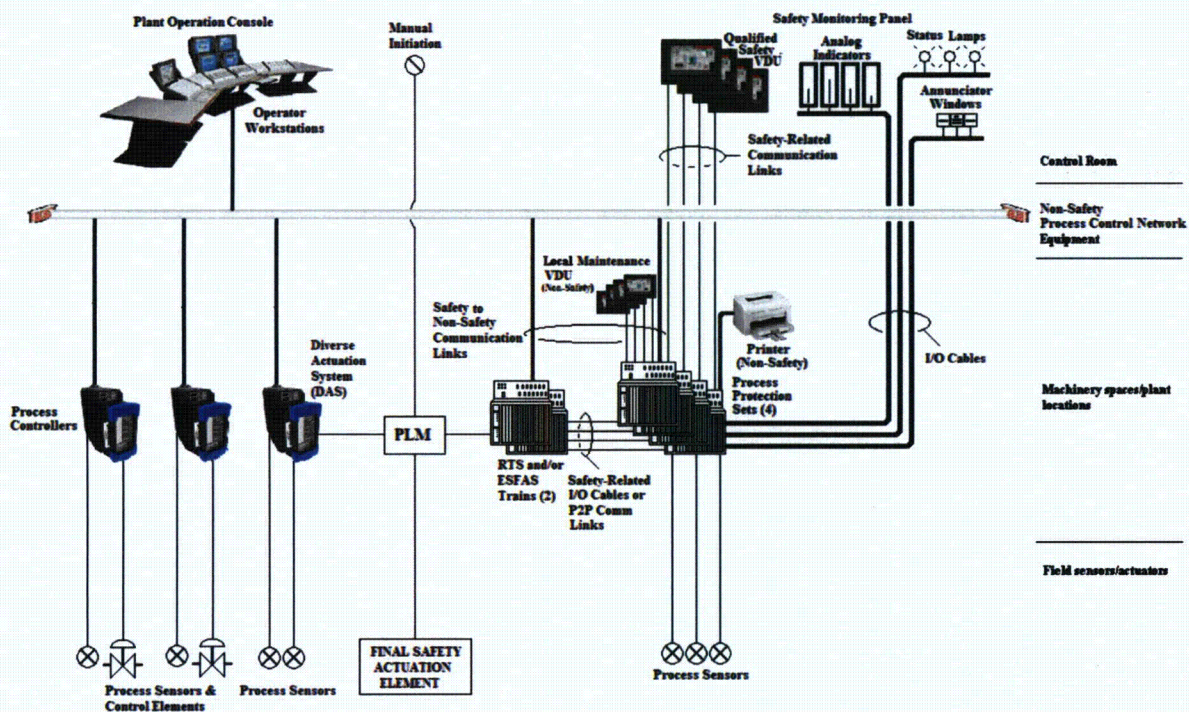 Plant Operation Console
Operator
Workstations
Manual
Initiation
Qualified
Safety
VDU
Safety Monitoring Panel
Analog
Indicators
Status Lamps
Annunciator
Windows
Safety-Related
Communication
Links
Control Room
Non-Safety
Process Control Network
Equipment
Local Maintenance
VDU
(Non-Safety)
Safety to
Non-Safety
Communication
Links
Printer
(Non-Safety)
I/O Cables
Diverse
Actuation
System
(DAS)
Process
Controllers
PLM
Process
Protection
Sets (4)
Machinery spaces/plant
locations
RTS and/or
ESFAS
Trains (2)
Safety-Related
I/O Cables or
P2P Comm
Links
Field sensors/actuators
FINAL SAFETY
ACTUATION
ELEMENT
Process Sensors &
Control Elements
Process Sensors
Process Sensors